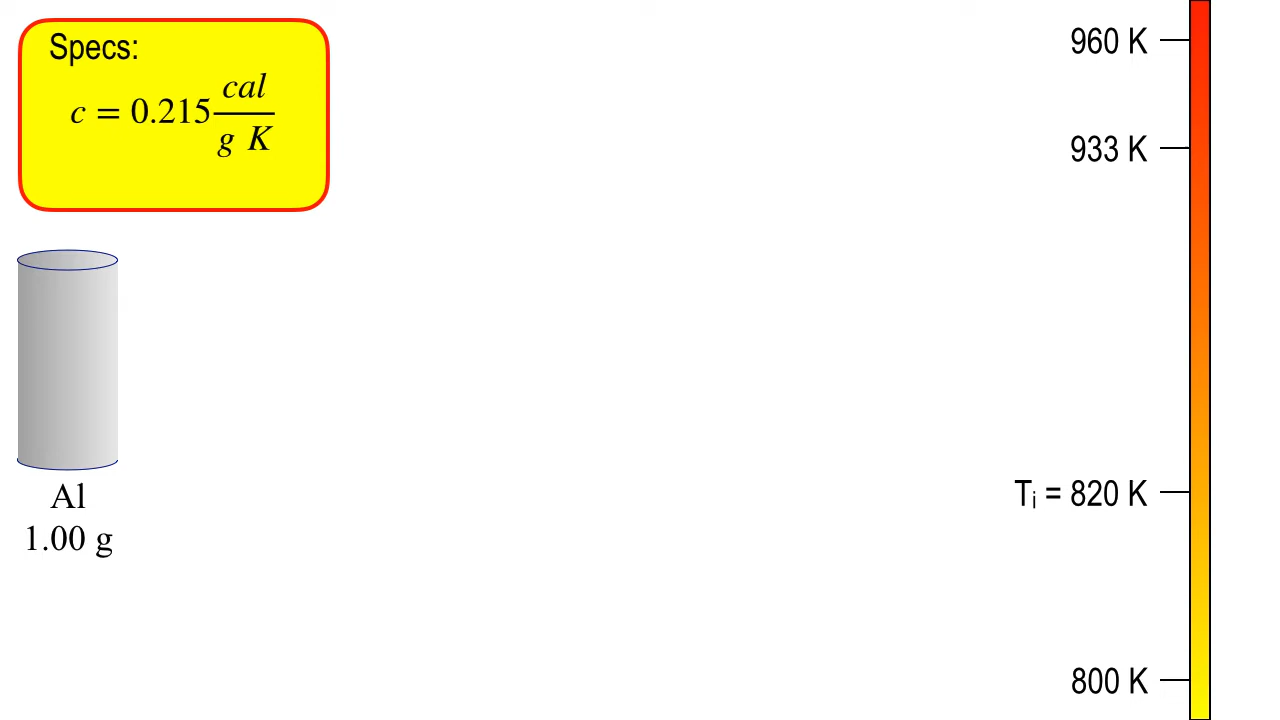 Specs:
c = 0.215 cal/g K
Al
1.00 g
960 K
933 K
Tᵢ = 820 K
800 K